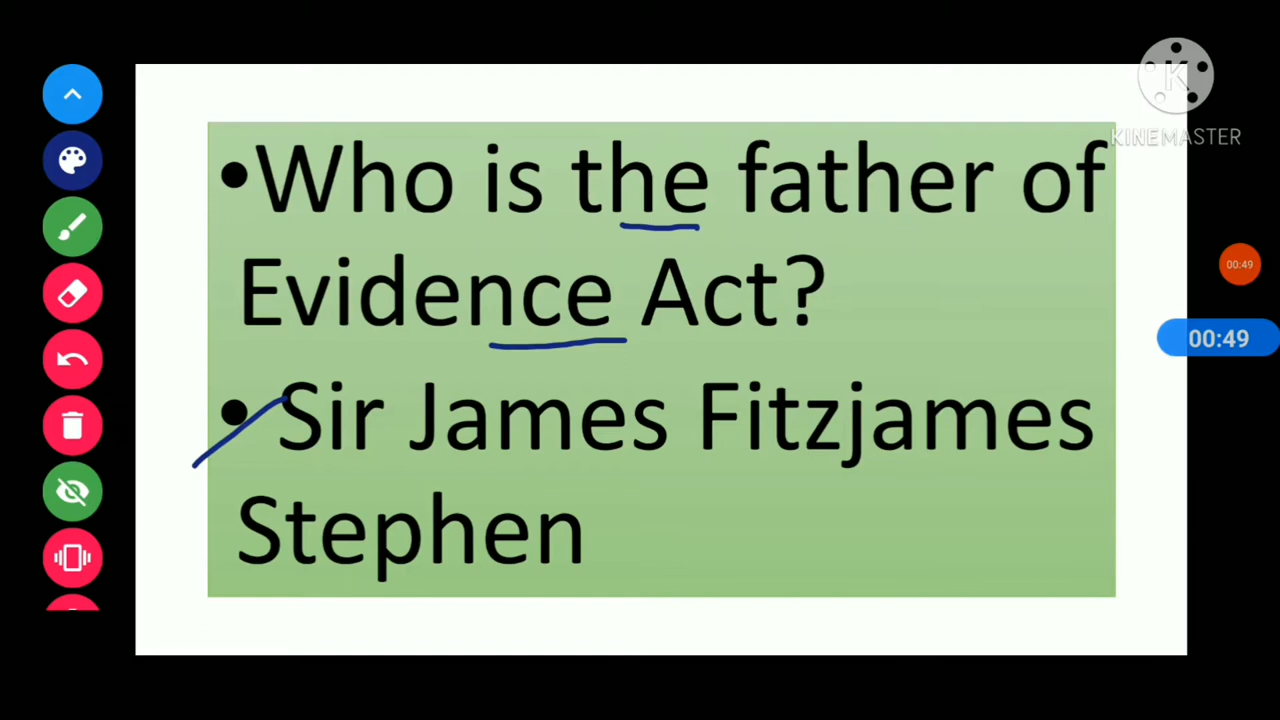 •Who is the father of
Evidence Act?
• Sir James Fitzjames
Stephen
K
KINEMASTER
00:49
00:49